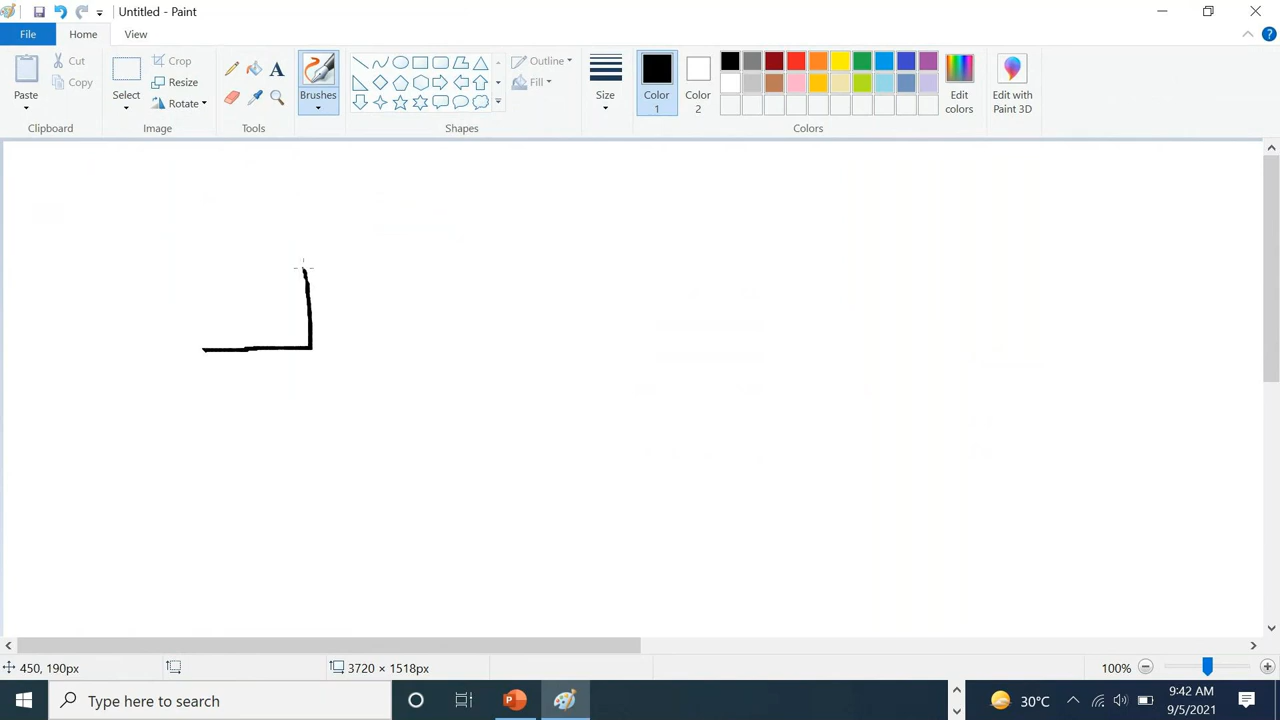 Untitled - Paint
File Home View
Paste
Cut
Copy
Clipboard
Select
Crop
Resize
Rotate
Image
A
Tools
Brushes
Shapes
Outline
Fill
Size
Color 1
Color 2
Edit colors
Colors
Edit with Paint 3D
450, 190px
3720 × 1518px
100%
Type here to search
30°C
9:42 AM
9/5/2021